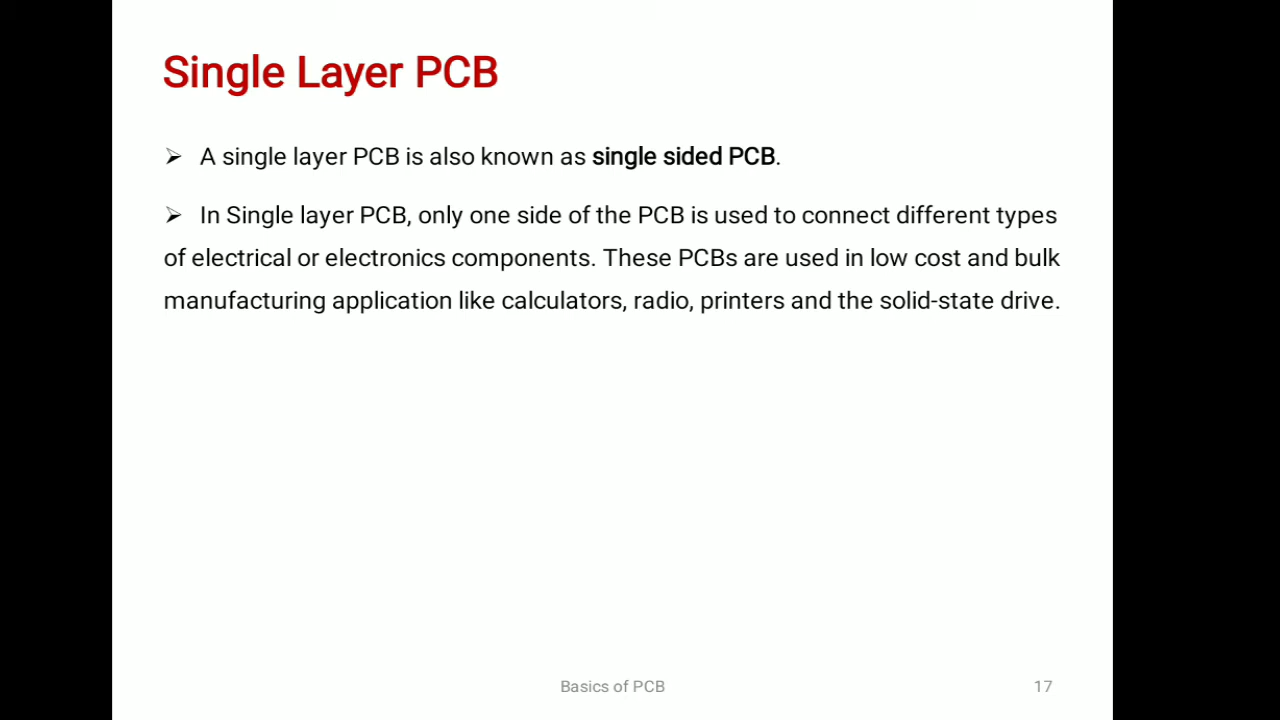 Single Layer PCB
➢ A single layer PCB is also known as single sided PCB.
➢ In Single layer PCB, only one side of the PCB is used to connect different types
of electrical or electronics components. These PCBs are used in low cost and bulk
manufacturing application like calculators, radio, printers and the solid-state drive.
Basics of PCB
17